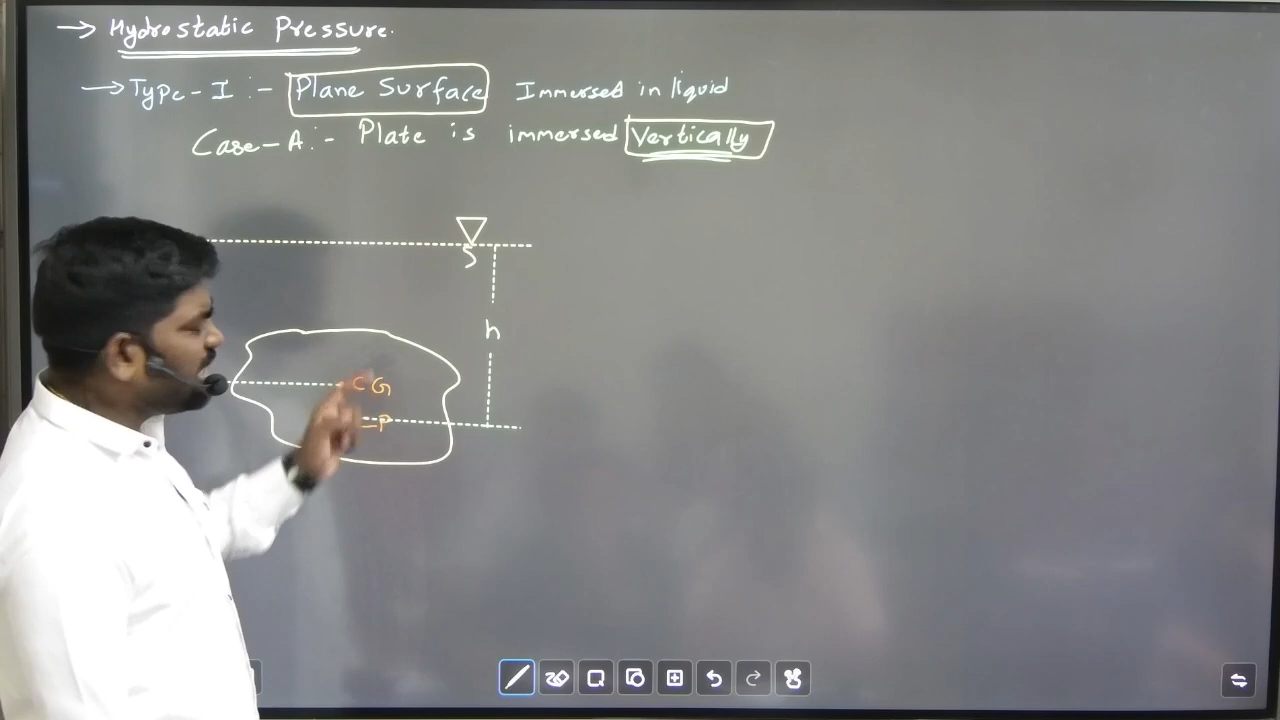 → Hydrostatic Pressure.
→ Type - I :- Plane Surface Immersed in liquid
Case - A :- Plate is immersed Vertically
h
CG
P